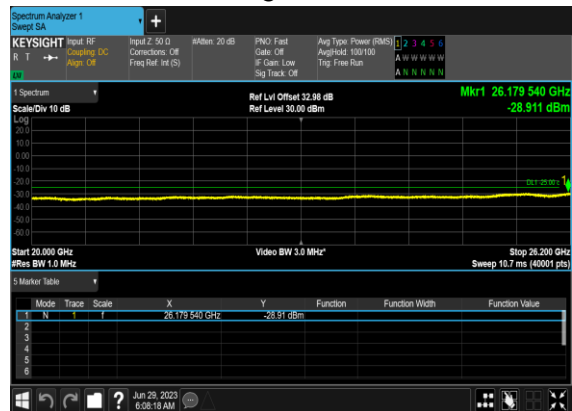 Spectrum Analyzer 1
Swept SA
+
KEYSIGHT Input: RF Input Z: 50 Ω #Atten: 20 dB PNO: Fast Avg Type: Power (RMS) 1 2 3 4 5 6
R T Coupling: DC Corrections: Off Gate: Off Avg|Hold: 100/100 A W W W W W
Align: Off Freq Ref: Int (S) IF Gain: Low Trig: Free Run
Sig Track: Off A N N N N N
1 Spectrum Ref Lvl Offset 32.98 dB Mkr1 26.179 540 GHz
Scale/Div 10 dB Ref Level 30.00 dBm -28.911 dBm
Log
20.0
10.0
0.00
-10.0
-20.0 1
-30.0
-40.0
-50.0
-60.0
Start 20.000 GHz Video BW 3.0 MHz* Stop 26.200 GHz
#Res BW 1.0 MHz Sweep 10.7 ms (40001 pts)
5 Marker Table
Mode Trace Scale X Y Function Function Width Function Value
1 N 1 f 26.179 540 GHz -28.91 dBm
2
3
4
5
6
? Jun 29, 2023
6:08:18 AM